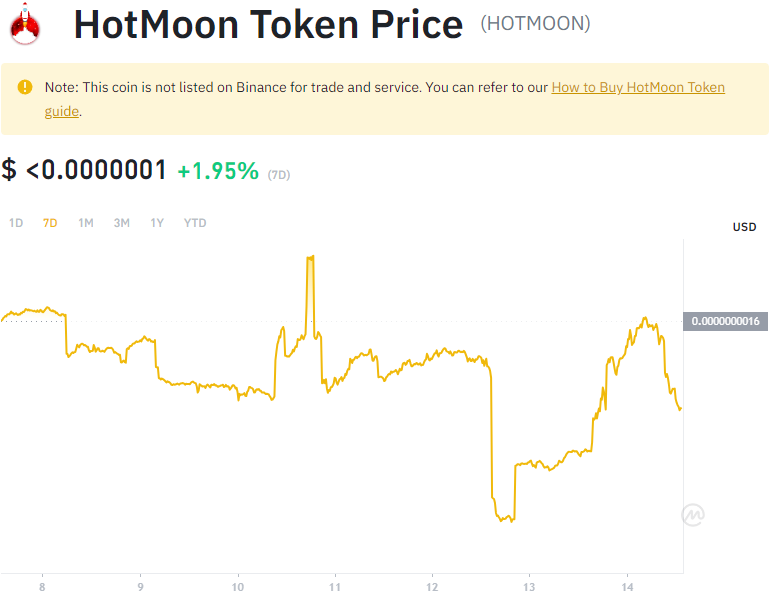 HotMoon Token Price (HOTMOON)
Note: This coin is not listed on Binance for trade and service. You can refer to our How to Buy HotMoon Token
guide.
$ <0.0000001 +1.95% (7D)
1D 7D 1M 3M 1Y YTD
USD
0.0000000016
8 9 10 11 12 13 14